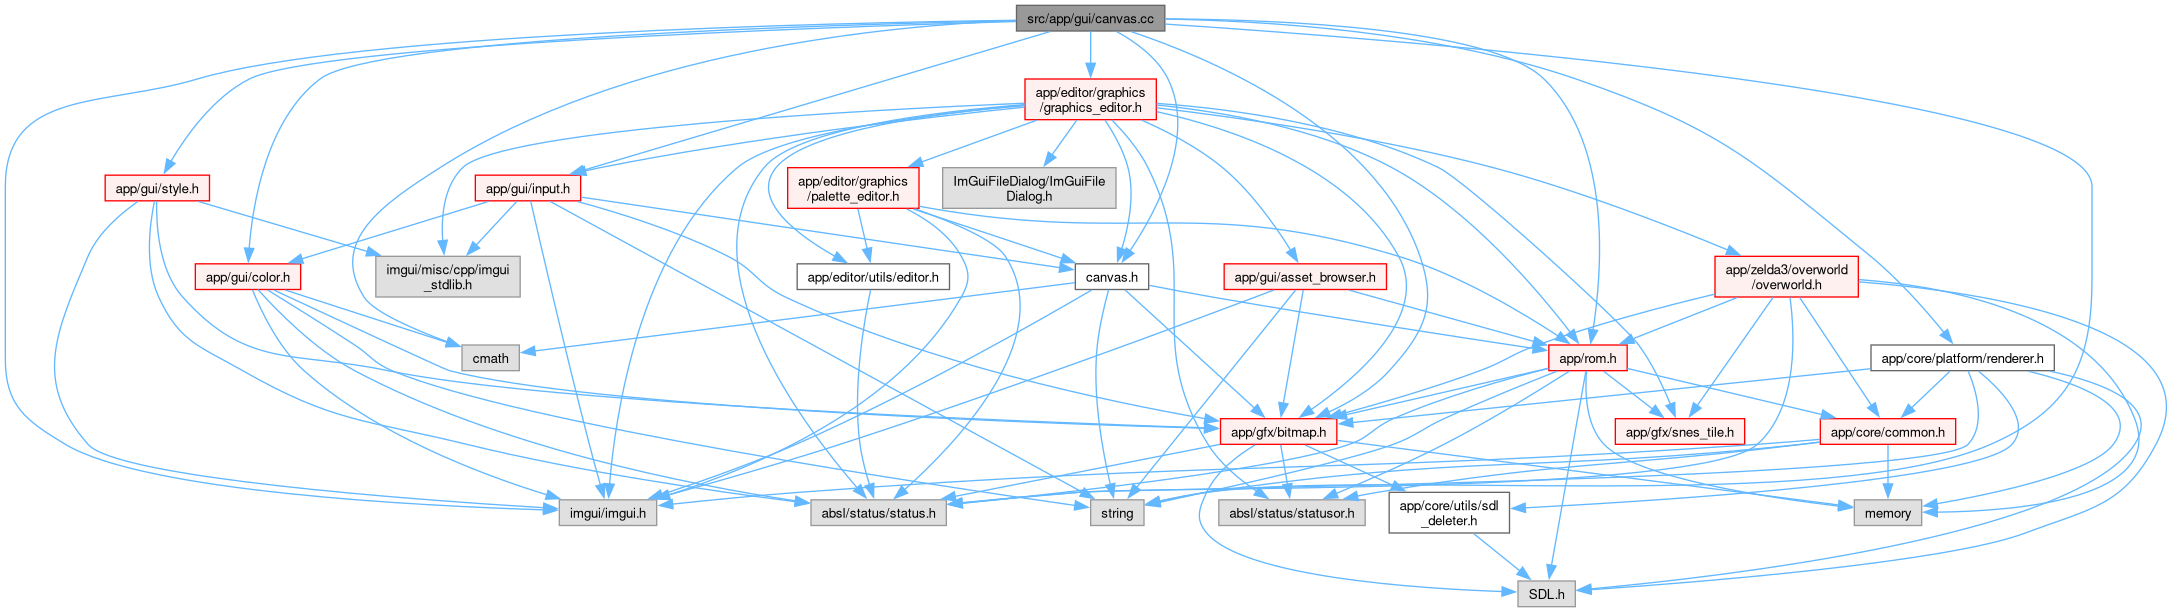 src/app/gui/canvas.cc
app/editor/graphics
/graphics_editor.h
app/gui/style.h
app/gui/input.h
app/editor/graphics
/palette_editor.h
ImGuiFileDialog/ImGuiFile
Dialog.h
app/gui/color.h
imgui/misc/cpp/imgui
_stdlib.h
app/editor/utils/editor.h
canvas.h
app/gui/asset_browser.h
app/zelda3/overworld
/overworld.h
cmath
app/rom.h
app/core/platform/renderer.h
app/gfx/bitmap.h
app/gfx/snes_tile.h
app/core/common.h
imgui/imgui.h
absl/status/status.h
string
absl/status/statusor.h
app/core/utils/sdl
_deleter.h
memory
SDL.h